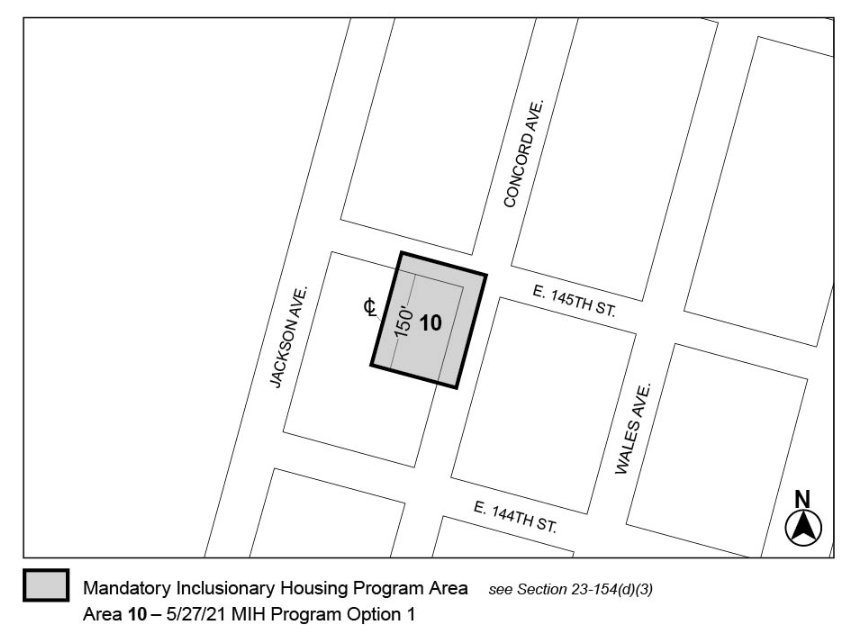 CONCORD AVE.
E. 145TH ST.
JACKSON AVE.
℄
150'
10
WALES AVE.
E. 144TH ST.
N
Mandatory Inclusionary Housing Program Area see Section 23-154(d)(3)
Area 10 – 5/27/21 MIH Program Option 1